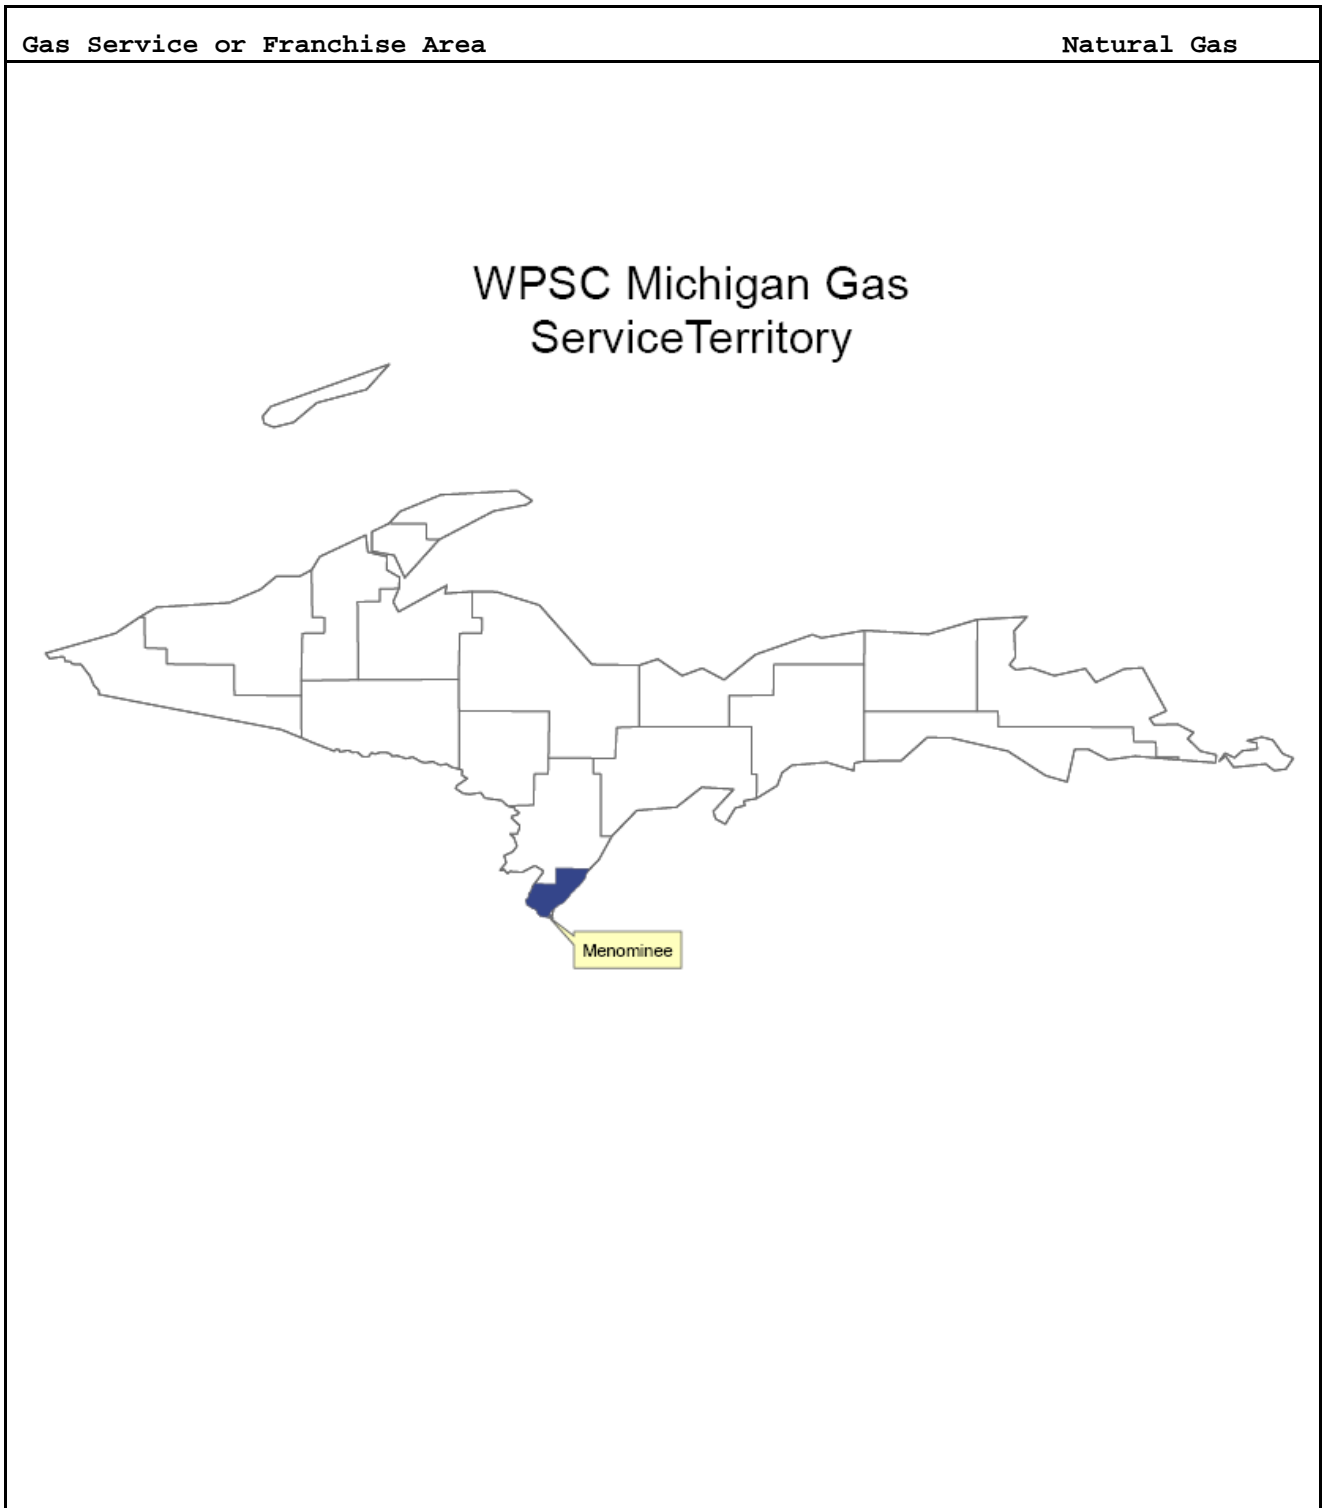 Gas Service or Franchise Area Natural Gas
WPSC Michigan Gas
ServiceTerritory
Menominee